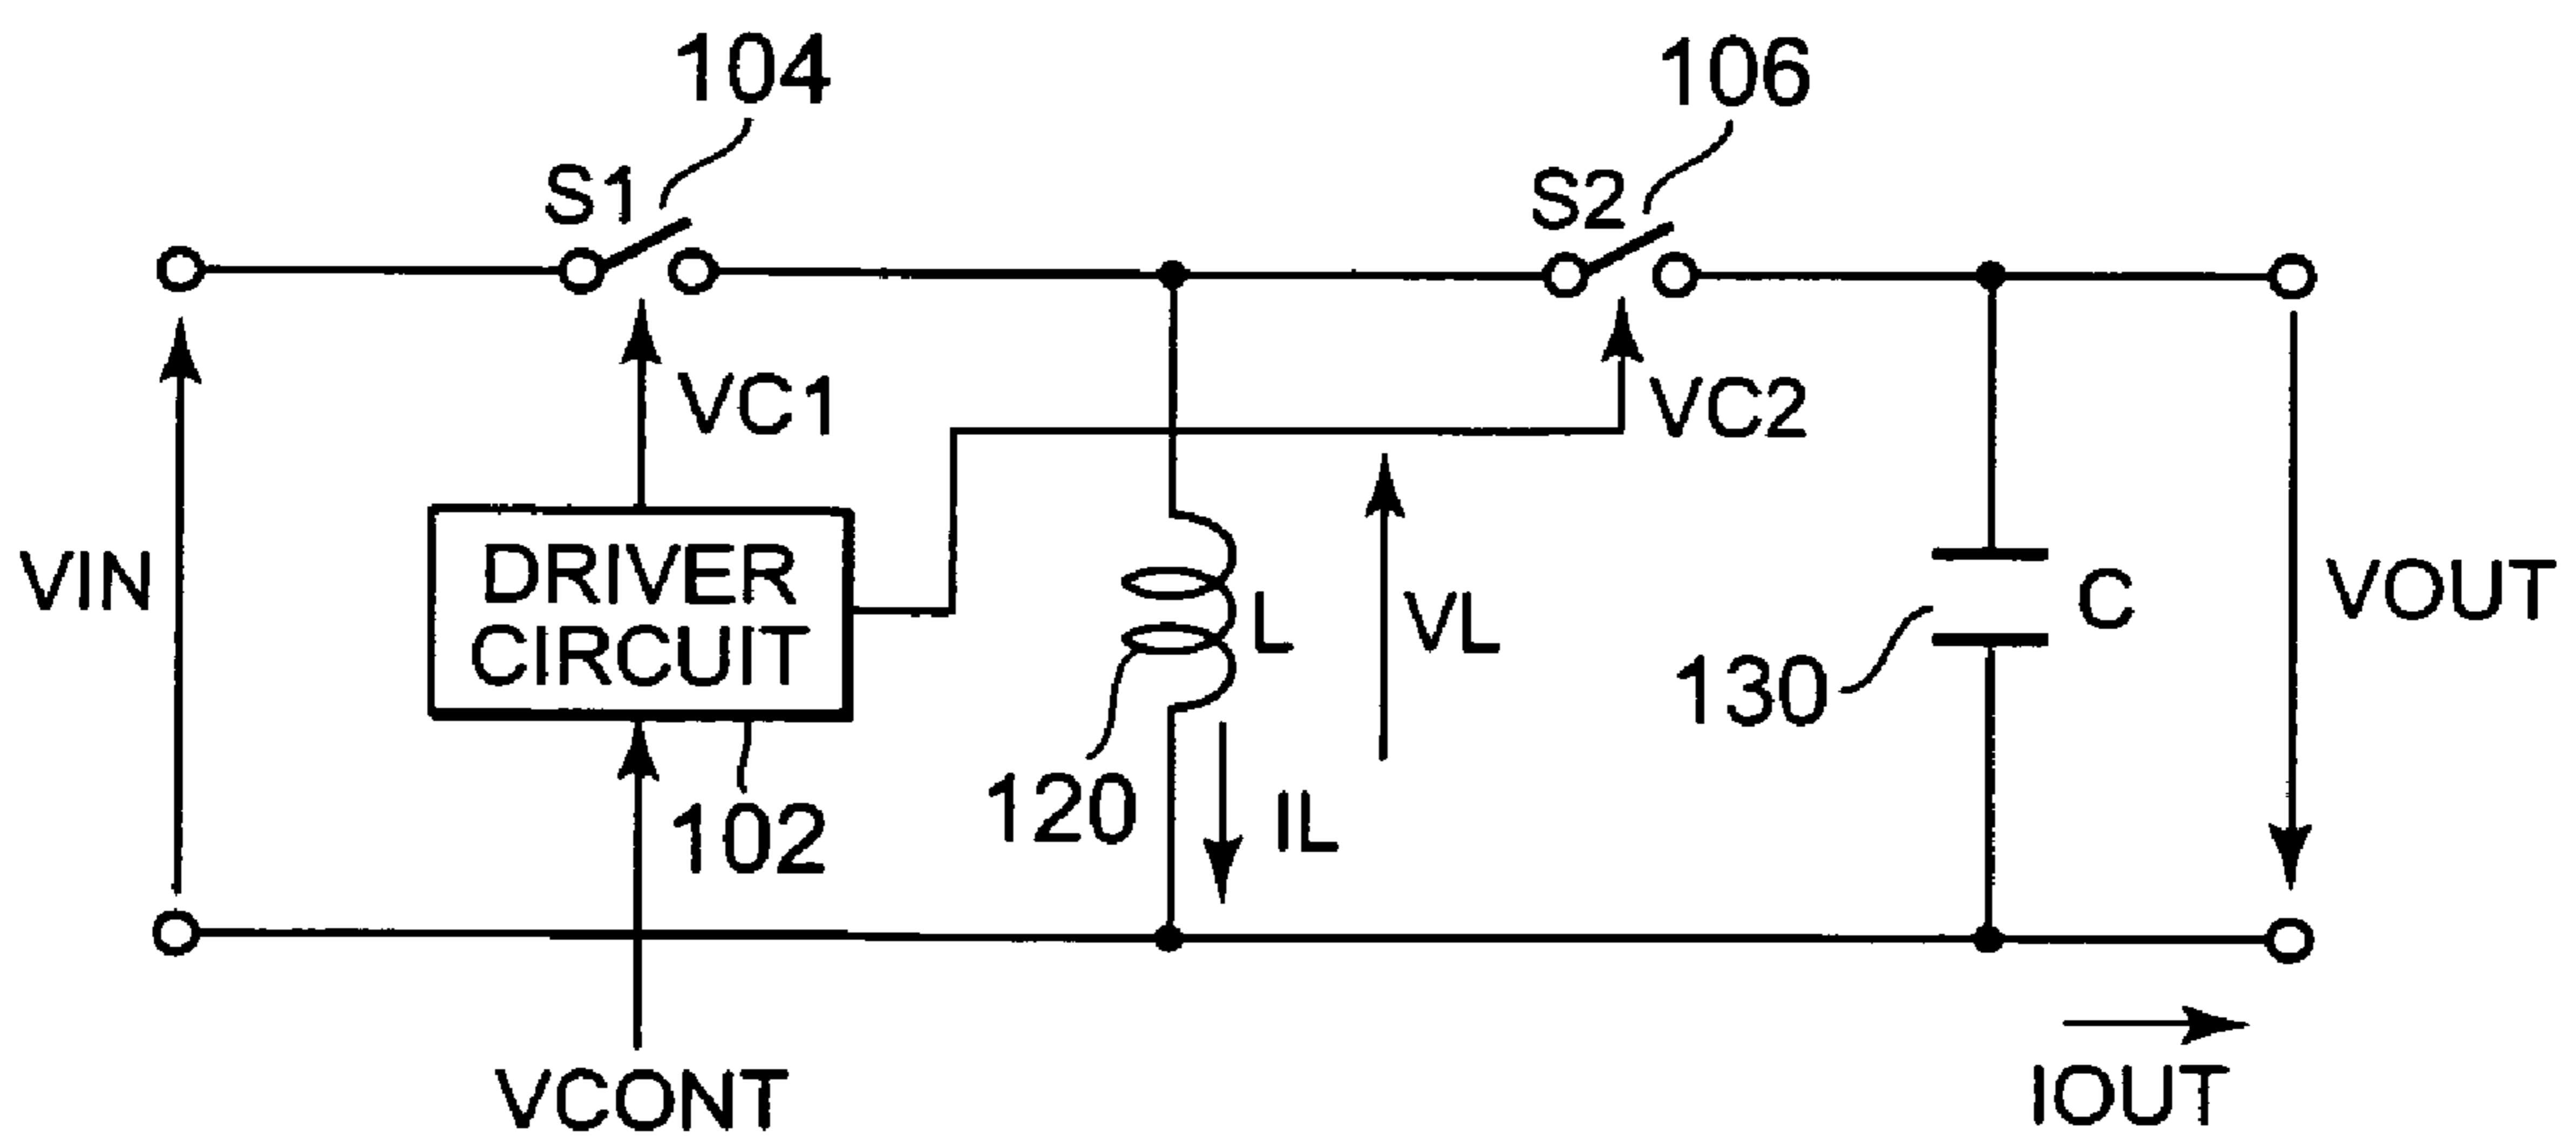 104
106
S1
S2
VC1
VC2
VIN
DRIVER
CIRCUIT
L
VL
C
VOUT
130
120
IL
102
VCONT
IOUT